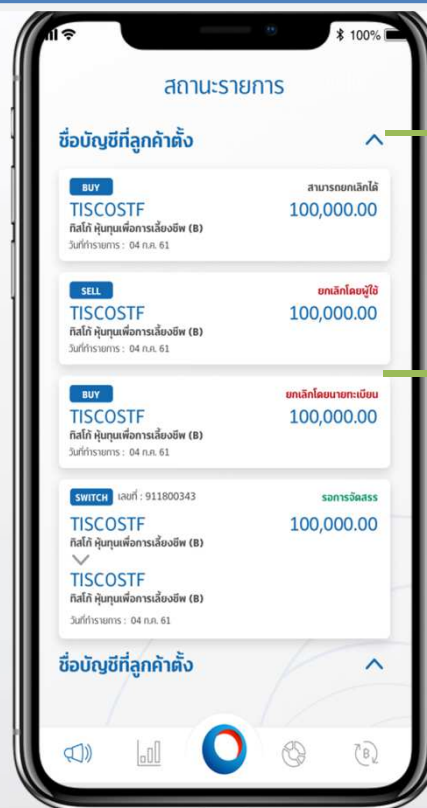 100%
สถานะรายการ
ชื่อบัญชีที่ลูกค้าตั้ง
BUY สามารถยกเลิกได้
TISCOSTF 100,000.00
ทิสโก้ หุ้นทุนเพื่อการเลี้ยงชีพ (B)
วันที่ทำรายการ : 04 ก.ค. 61
SELL ยกเลิกโดยผู้ใช้
TISCOSTF 100,000.00
ทิสโก้ หุ้นทุนเพื่อการเลี้ยงชีพ (B)
วันที่ทำรายการ : 04 ก.ค. 61
BUY ยกเลิกโดยนายทะเบียน
TISCOSTF 100,000.00
ทิสโก้ หุ้นทุนเพื่อการเลี้ยงชีพ (B)
วันที่ทำรายการ : 04 ก.ค. 61
SWITCH เลขที่ : 911800343 รอการจัดสรร
TISCOSTF 100,000.00
ทิสโก้ หุ้นทุนเพื่อการเลี้ยงชีพ (B)
TISCOSTF
ทิสโก้ หุ้นทุนเพื่อการเลี้ยงชีพ (B)
วันที่ทำรายการ : 04 ก.ค. 61
ชื่อบัญชีที่ลูกค้าตั้ง
B